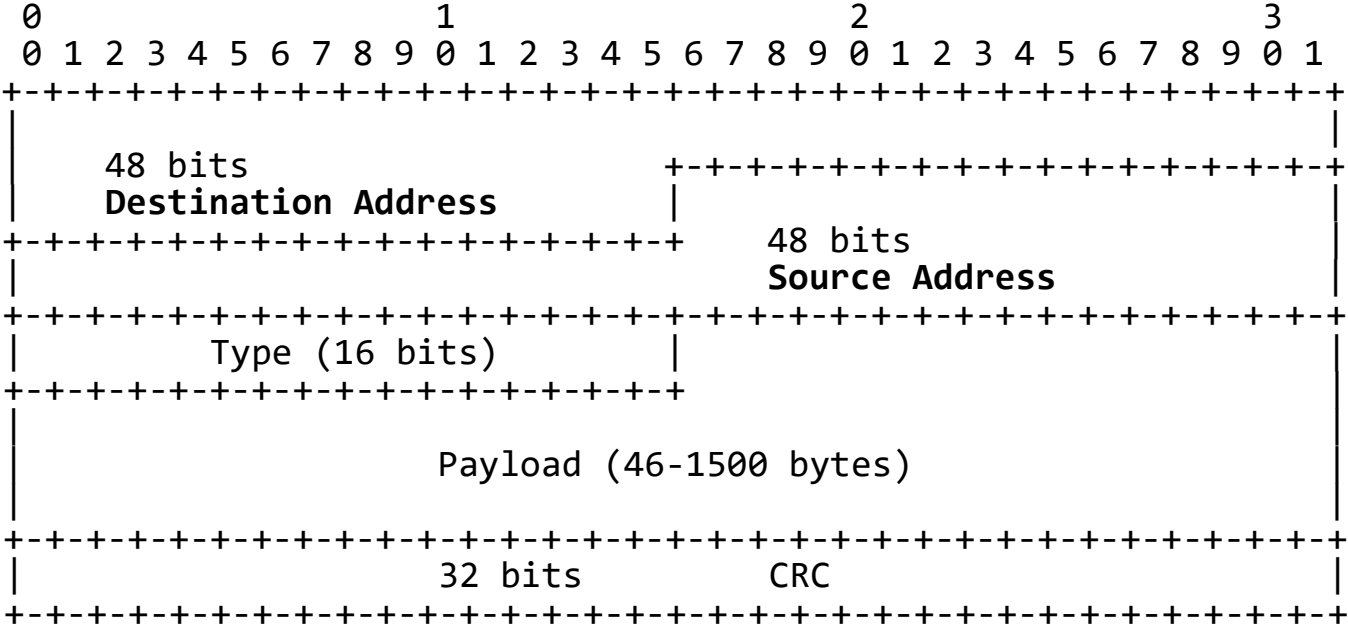 0                   1                   2                   3
0 1 2 3 4 5 6 7 8 9 0 1 2 3 4 5 6 7 8 9 0 1 2 3 4 5 6 7 8 9 0 1
+-+-+-+-+-+-+-+-+-+-+-+-+-+-+-+-+-+-+-+-+-+-+-+-+-+-+-+-+-+-+-+-+
|                                                               |
48 bits                    +-+-+-+-+-+-+-+-+-+-+-+-+-+-+-+-+
| Destination Address | |
+-+-+-+-+-+-+-+-+-+-+-+-+-+-+-+-+ 48 bits |
| Source Address |
+-+-+-+-+-+-+-+-+-+-+-+-+-+-+-+-+-+-+-+-+-+-+-+-+-+-+-+-+-+-+-+-+
| Type (16 bits) | |
+-+-+-+-+-+-+-+-+-+-+-+-+-+-+-+-+ |
| |
| Payload (46-1500 bytes) |
| |
+-+-+-+-+-+-+-+-+-+-+-+-+-+-+-+-+-+-+-+-+-+-+-+-+-+-+-+-+-+-+-+-+
| 32 bits CRC |
+-+-+-+-+-+-+-+-+-+-+-+-+-+-+-+-+-+-+-+-+-+-+-+-+-+-+-+-+-+-+-+-+